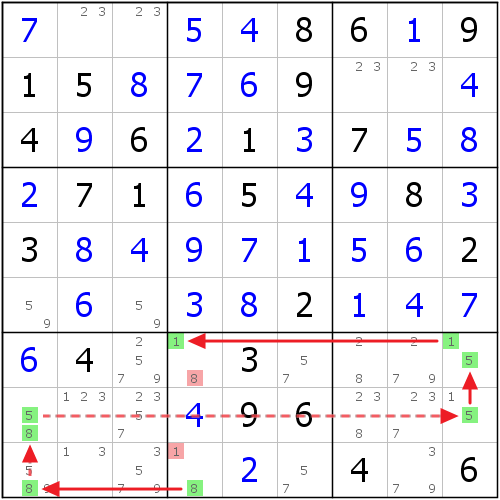 2 3 2 3
7 5 4 8 6 1 9
2 3 2 3
1 5 8 7 6 9 4
4 9 6 2 1 3 7 5 8
2 7 1 6 5 4 9 8 3
3 8 4 9 7 1 5 6 2
5 6 5 3 8 2 1 4 7
9 9
2 1 2 2 1
6 4 5 3 5 5
7 9 8 7 8 7 9
1 2 3 2 3 2 3 2 3 1
5 5 4 9 6 5
8 7 8 7
1 3 3 1 3
5 5 2 5 4 6
8 9 7 9 8 7 7 9